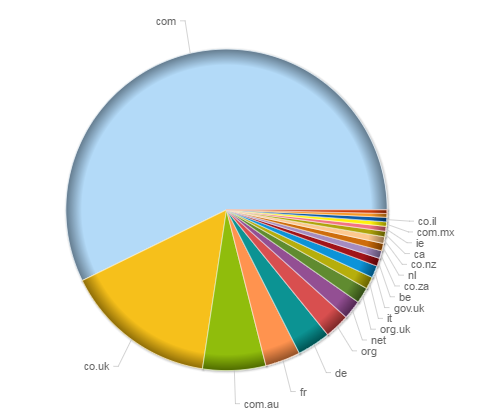 com
co.il
com.mx
ie
ca
co.nz
nl
co.za
be
gov.uk
it
org.uk
net
org
de
fr
com.au
co.uk